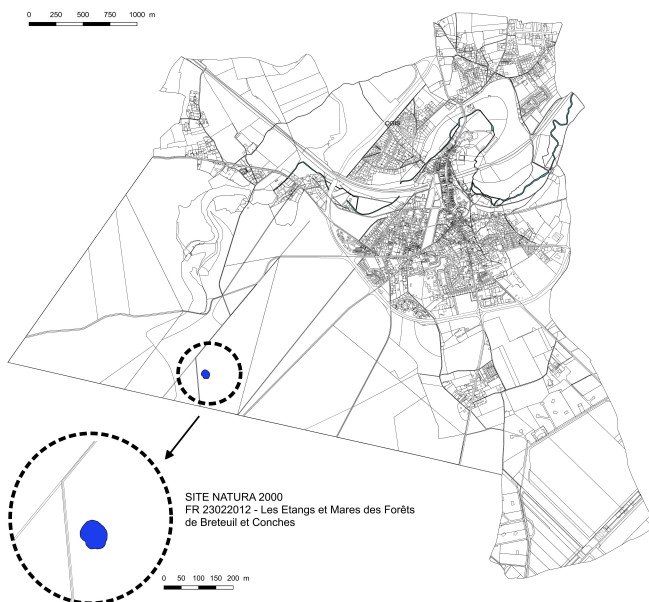 0 250 500 750 1000 m
SITE NATURA 2000
FR 23022012 - Les Etangs et Mares des Forêts
de Breteuil et Conches
0 50 100 150 200 m